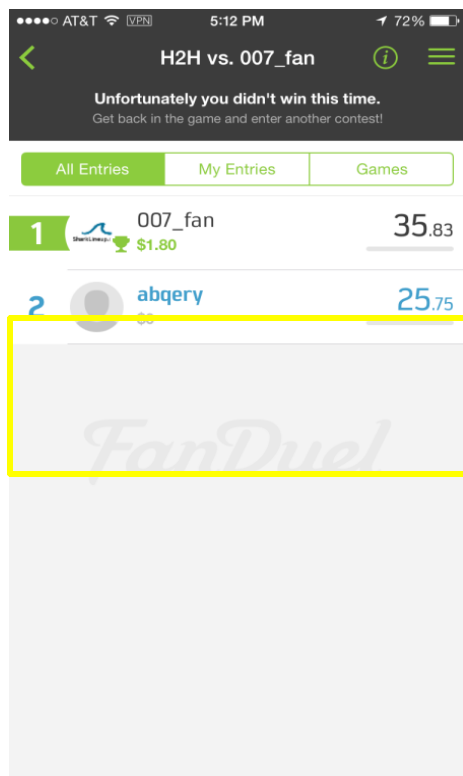 AT&T VPN 5:12 PM 72%
H2H vs. 007_fan i
Unfortunately you didn't win this time.
Get back in the game and enter another contest!
All Entries My Entries Games
1 007_fan 35.83
$1.80
2 abqery 25.75
$0
FanDuel